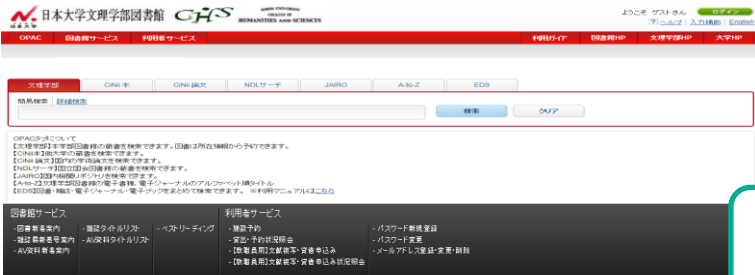 日本大学文理学部図書館 CHS NIHON UNIVERSITY COLLEGE OF HUMANITIES AND SCIENCES
ようこそ ゲストさん ログイン
ヘルプ | 入力補助 | English
OPAC 図書館サービス 利用者サービス 利用ガイド 図書館HP 文理学部HP 大学HP
文理学部 CiNii 本 CiNii 論文 NDLサーチ JAIRO A-to-Z EDS
簡易検索 | 詳細検索
検索 クリア
OPACタブについて
【文理学部】本学部図書館の蔵書を検索できます。図書は所在情報から予約できます。
【CiNii本】他大学の蔵書を検索できます。
【CiNii 論文】国内の学術論文を検索できます。
【NDLサーチ】国立国会図書館の蔵書を検索できます。
【JAIRO】国内機関リポジトリを検索できます。
【A-to-Z】文理学部図書館の電子書籍、電子ジャーナルのアルファベット順タイトル
【EDS】図書・雑誌・電子ジャーナル・電子ブックをまとめて検索できます。 ※利用マニュアルはこちら
図書館サービス 利用者サービス
- 図書新着案内 - 雑誌タイトルリスト - ベストリーディング - 施設予約 - パスワード新規登録
- 雑誌最新巻号案内 - AV資料タイトルリスト - 貸出・予約状況照会 - パスワード変更
- AV資料新着案内 - 【教職員用】文献複写・貸借申込み - メールアドレス登録・変更・削除
- 【教職員用】文献複写・貸借申込み状況照会